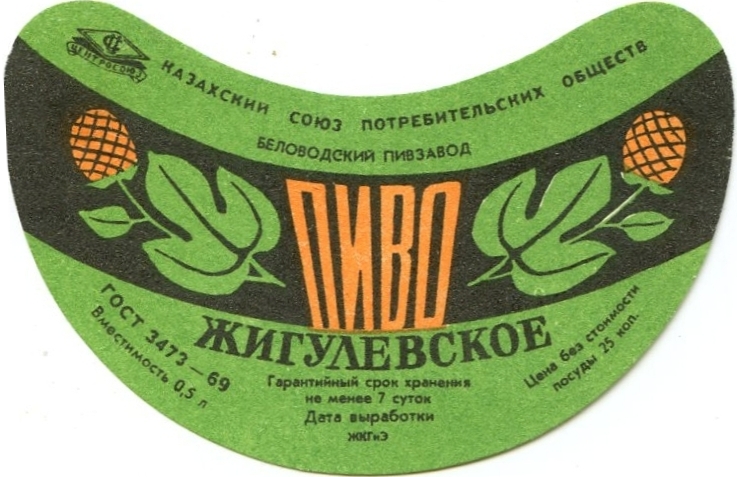 ЦЕНТРОСОЮЗ
КАЗАХСКИЙ СОЮЗ ПОТРЕБИТЕЛЬСКИХ ОБЩЕСТВ
БЕЛОВОДСКИЙ ПИВЗАВОД
ПИВО
ЖИГУЛЕВСКОЕ
ГОСТ 3473—69
Вместимость 0,5 л
Гарантийный срок хранения
не менее 7 суток
Дата выработки
ЖКГиЭ
Цена без стоимости
посуды 25 коп.